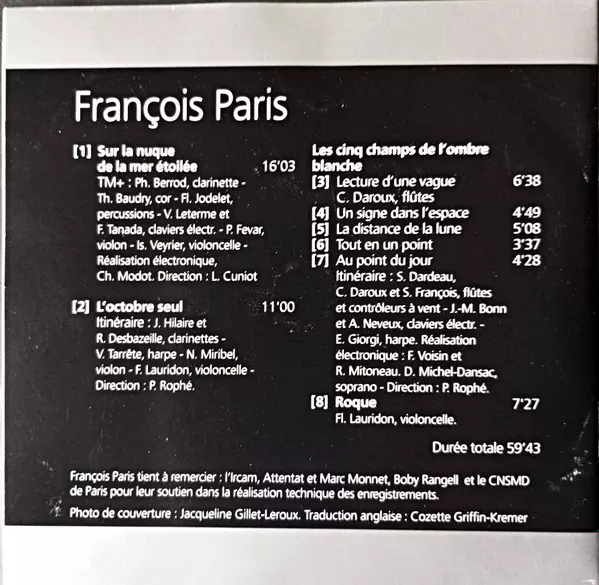 François Paris
[1] Sur la nuque
de la mer étoilée 16'03
TM+ : Ph. Berrod, clarinette -
Th. Baudry, cor - Fl. Jodelet,
percussions - V. Leterme et
F. Tanada, claviers électr. - P. Fevar,
violon - Is. Veyrier, violoncelle -
Réalisation électronique,
Ch. Modot. Direction : L. Cuniot
[2] L'octobre seul 11'00
Itinéraire : J. Hilaire et
R. Desbazeille, clarinettes -
V. Tarrête, harpe - N. Miribel,
violon - F. Lauridon, violoncelle -
Direction : P. Rophé.
Les cinq champs de l'ombre
blanche
[3] Lecture d'une vague 6'38
C. Daroux, flûtes
[4] Un signe dans l'espace 4'49
[5] La distance de la lune 5'08
[6] Tout en un point 3'37
[7] Au point du jour 4'28
Itinéraire : S. Dardeau,
C. Daroux et S. François, flûtes
et contrôleurs à vent - J.-M. Bonn
et A. Neveux, claviers électr. -
E. Giorgi, harpe. Réalisation
électronique : F. Voisin et
R. Mitoneau. D. Michel-Dansac,
soprano - Direction : P. Rophé.
[8] Roque 7'27
Fl. Lauridon, violoncelle.
Durée totale 59'43
François Paris tient à remercier : l'Ircam, Attentat et Marc Monnet, Boby Rangell et le CNSMD
de Paris pour leur soutien dans la réalisation technique des enregistrements.
Photo de couverture : Jacqueline Gillet-Leroux. Traduction anglaise : Cozette Griffin-Kremer